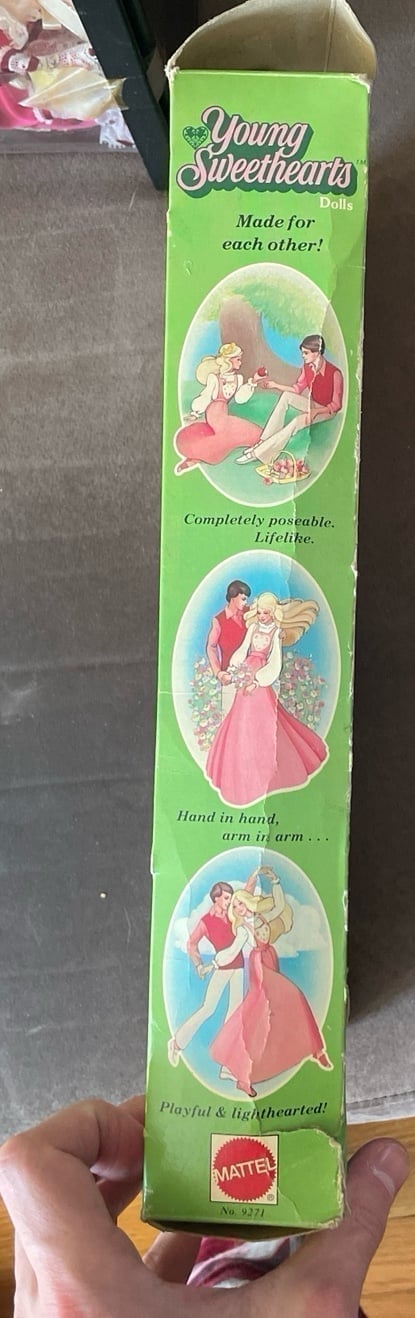 Young
Sweethearts™
Dolls
Made for
each other!
Completely poseable.
Lifelike.
Hand in hand,
arm in arm . . .
Playful & lighthearted!
MATTEL
®
No. 9271